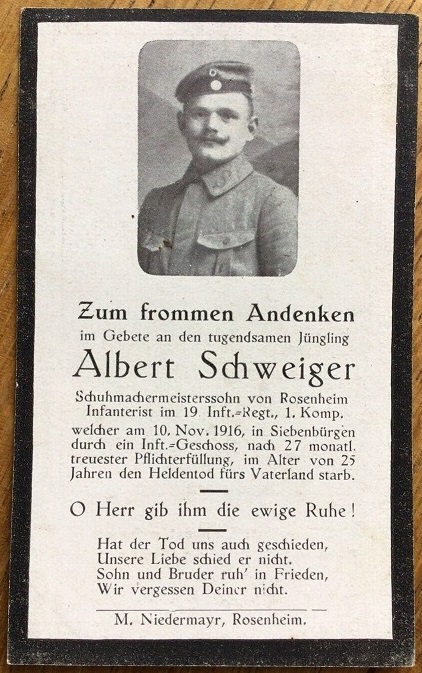 Zum frommen Andenken
im Gebete an den tugendsamen Jüngling
Albert Schweiger
Schuhmachermeisterssohn von Rosenheim
Infanterist im 19. Inft.=Regt., 1. Komp.
welcher am 10. Nov. 1916, in Siebenbürgen
durch ein Inft.=Geschoss, nach 27 monatl.
treuester Pflichterfüllung, im Alter von 25
Jahren den Heldentod fürs Vaterland starb.
O Herr gib ihm die ewige Ruhe!
Hat der Tod uns auch geschieden,
Unsere Liebe schied er nicht.
Sohn und Bruder ruh' in Frieden,
Wir vergessen Deiner nicht.
M. Niedermayr, Rosenheim.